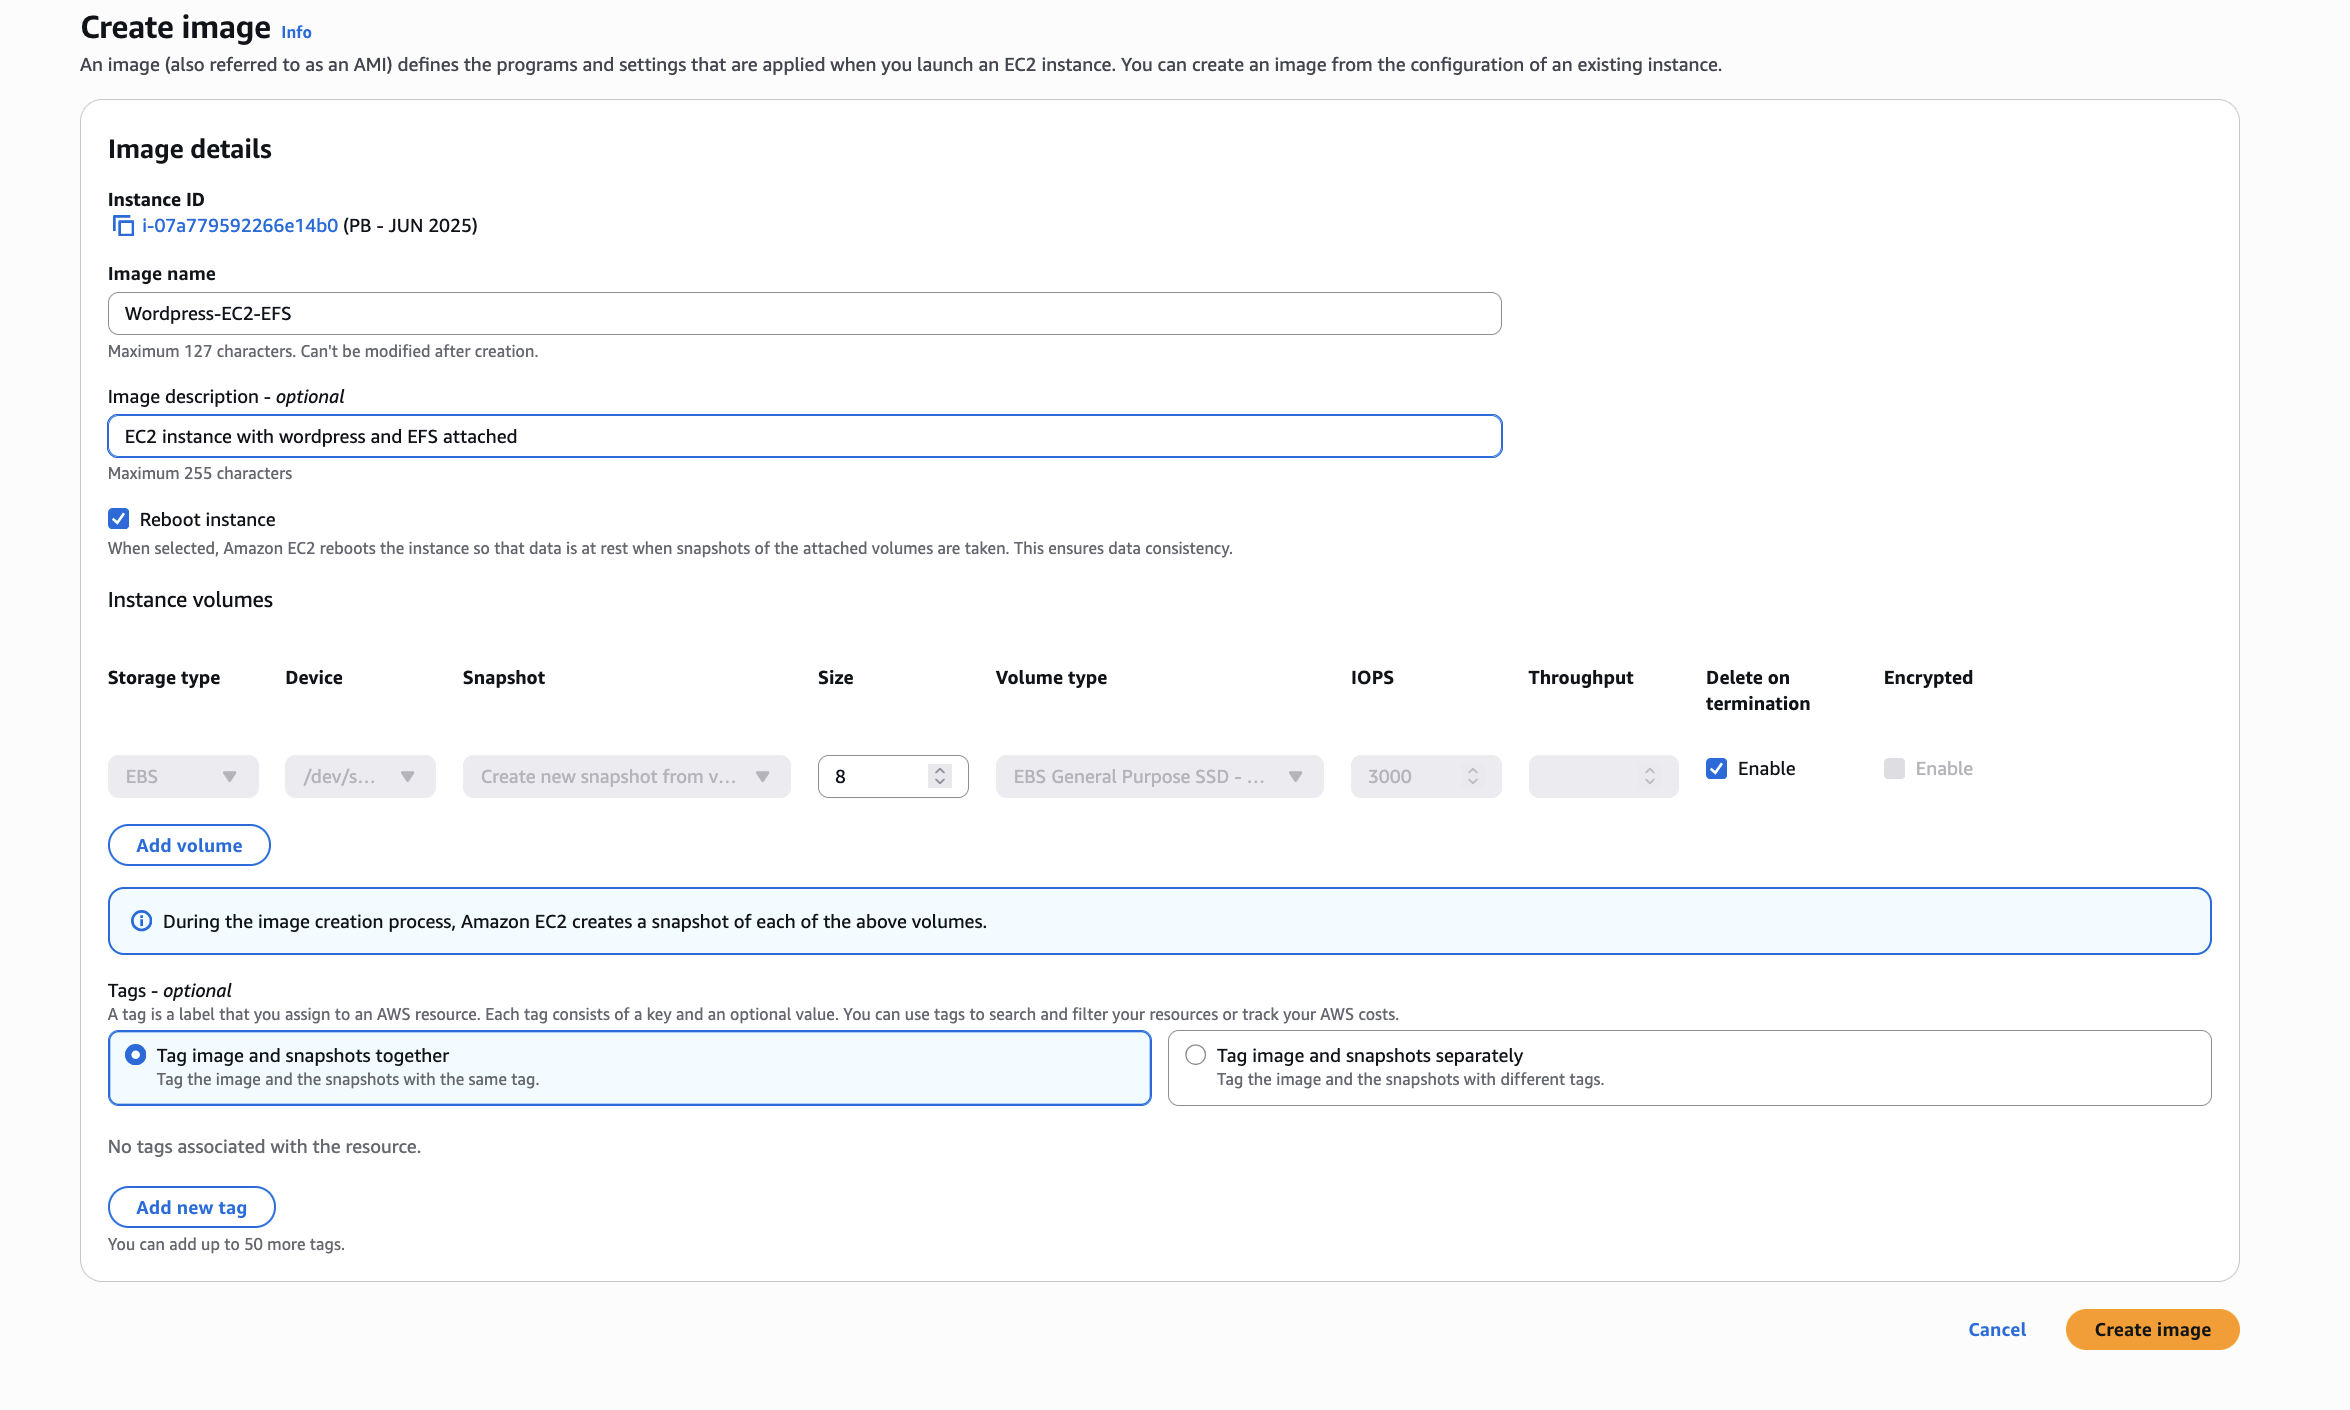 Create image Info
An image (also referred to as an AMI) defines the programs and settings that are applied when you launch an EC2 instance. You can create an image from the configuration of an existing instance.
Image details
Instance ID
i-07a779592266e14b0 (PB - JUN 2025)
Image name
Wordpress-EC2-EFS
Maximum 127 characters. Can't be modified after creation.
Image description - optional
EC2 instance with wordpress and EFS attached
Maximum 255 characters
Reboot instance
When selected, Amazon EC2 reboots the instance so that data is at rest when snapshots of the attached volumes are taken. This ensures data consistency.
Instance volumes
Storage type Device Snapshot Size Volume type IOPS Throughput Delete on termination Encrypted
EBS /dev/s... Create new snapshot from v... 8 EBS General Purpose SSD - ... 3000 Enable Enable
Add volume
During the image creation process, Amazon EC2 creates a snapshot of each of the above volumes.
Tags - optional
A tag is a label that you assign to an AWS resource. Each tag consists of a key and an optional value. You can use tags to search and filter your resources or track your AWS costs.
Tag image and snapshots together
Tag the image and the snapshots with the same tag.
Tag image and snapshots separately
Tag the image and the snapshots with different tags.
No tags associated with the resource.
Add new tag
You can add up to 50 more tags.
Cancel Create image